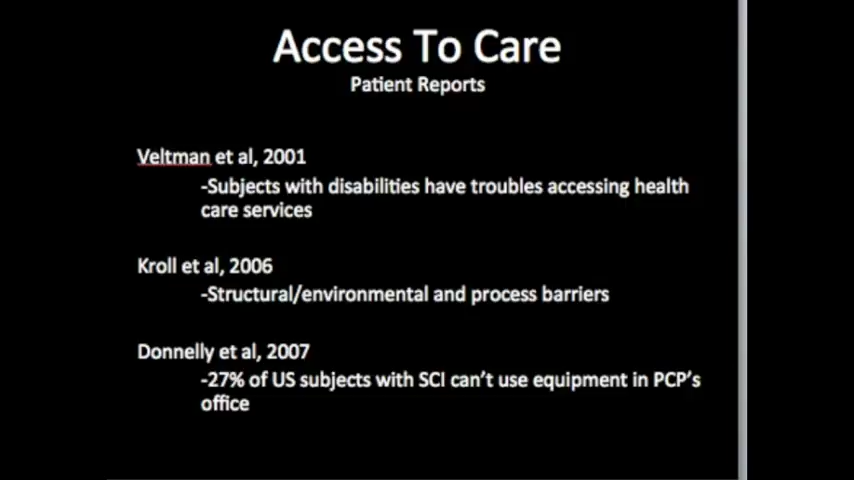 Access To Care
Patient Reports
Veltman et al, 2001
-Subjects with disabilities have troubles accessing health
care services
Kroll et al, 2006
-Structural/environmental and process barriers
Donnelly et al, 2007
-27% of US subjects with SCI can't use equipment in PCP's
office